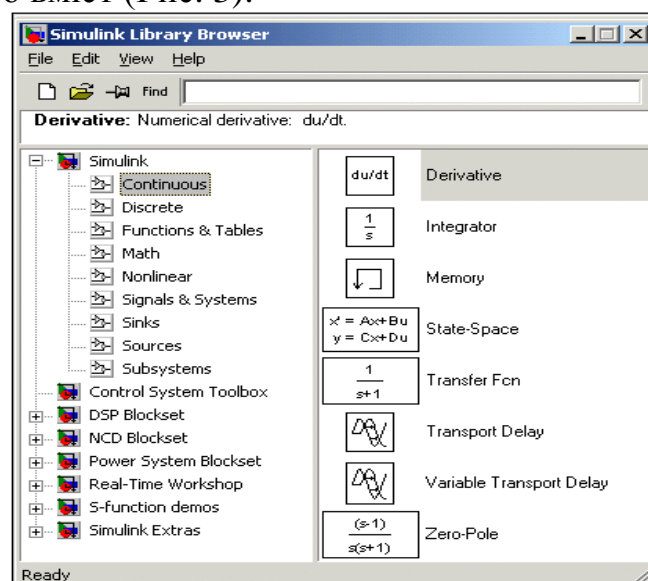 о вміст (Рис. 3).
Simulink Library Browser
File Edit View Help
Find
Derivative: Numerical derivative: du/dt.
Simulink
Continuous
Discrete
Functions & Tables
Math
Nonlinear
Signals & Systems
Sinks
Sources
Subsystems
Control System Toolbox
DSP Blockset
NCD Blockset
Power System Blockset
Real-Time Workshop
S-function demos
Simulink Extras
du/dt Derivative
1/s Integrator
Memory
x' = Ax+Bu
y = Cx+Du
State-Space
1/s+1 Transfer Fcn
Transport Delay
Variable Transport Delay
(s-1)/s(s+1) Zero-Pole
Ready